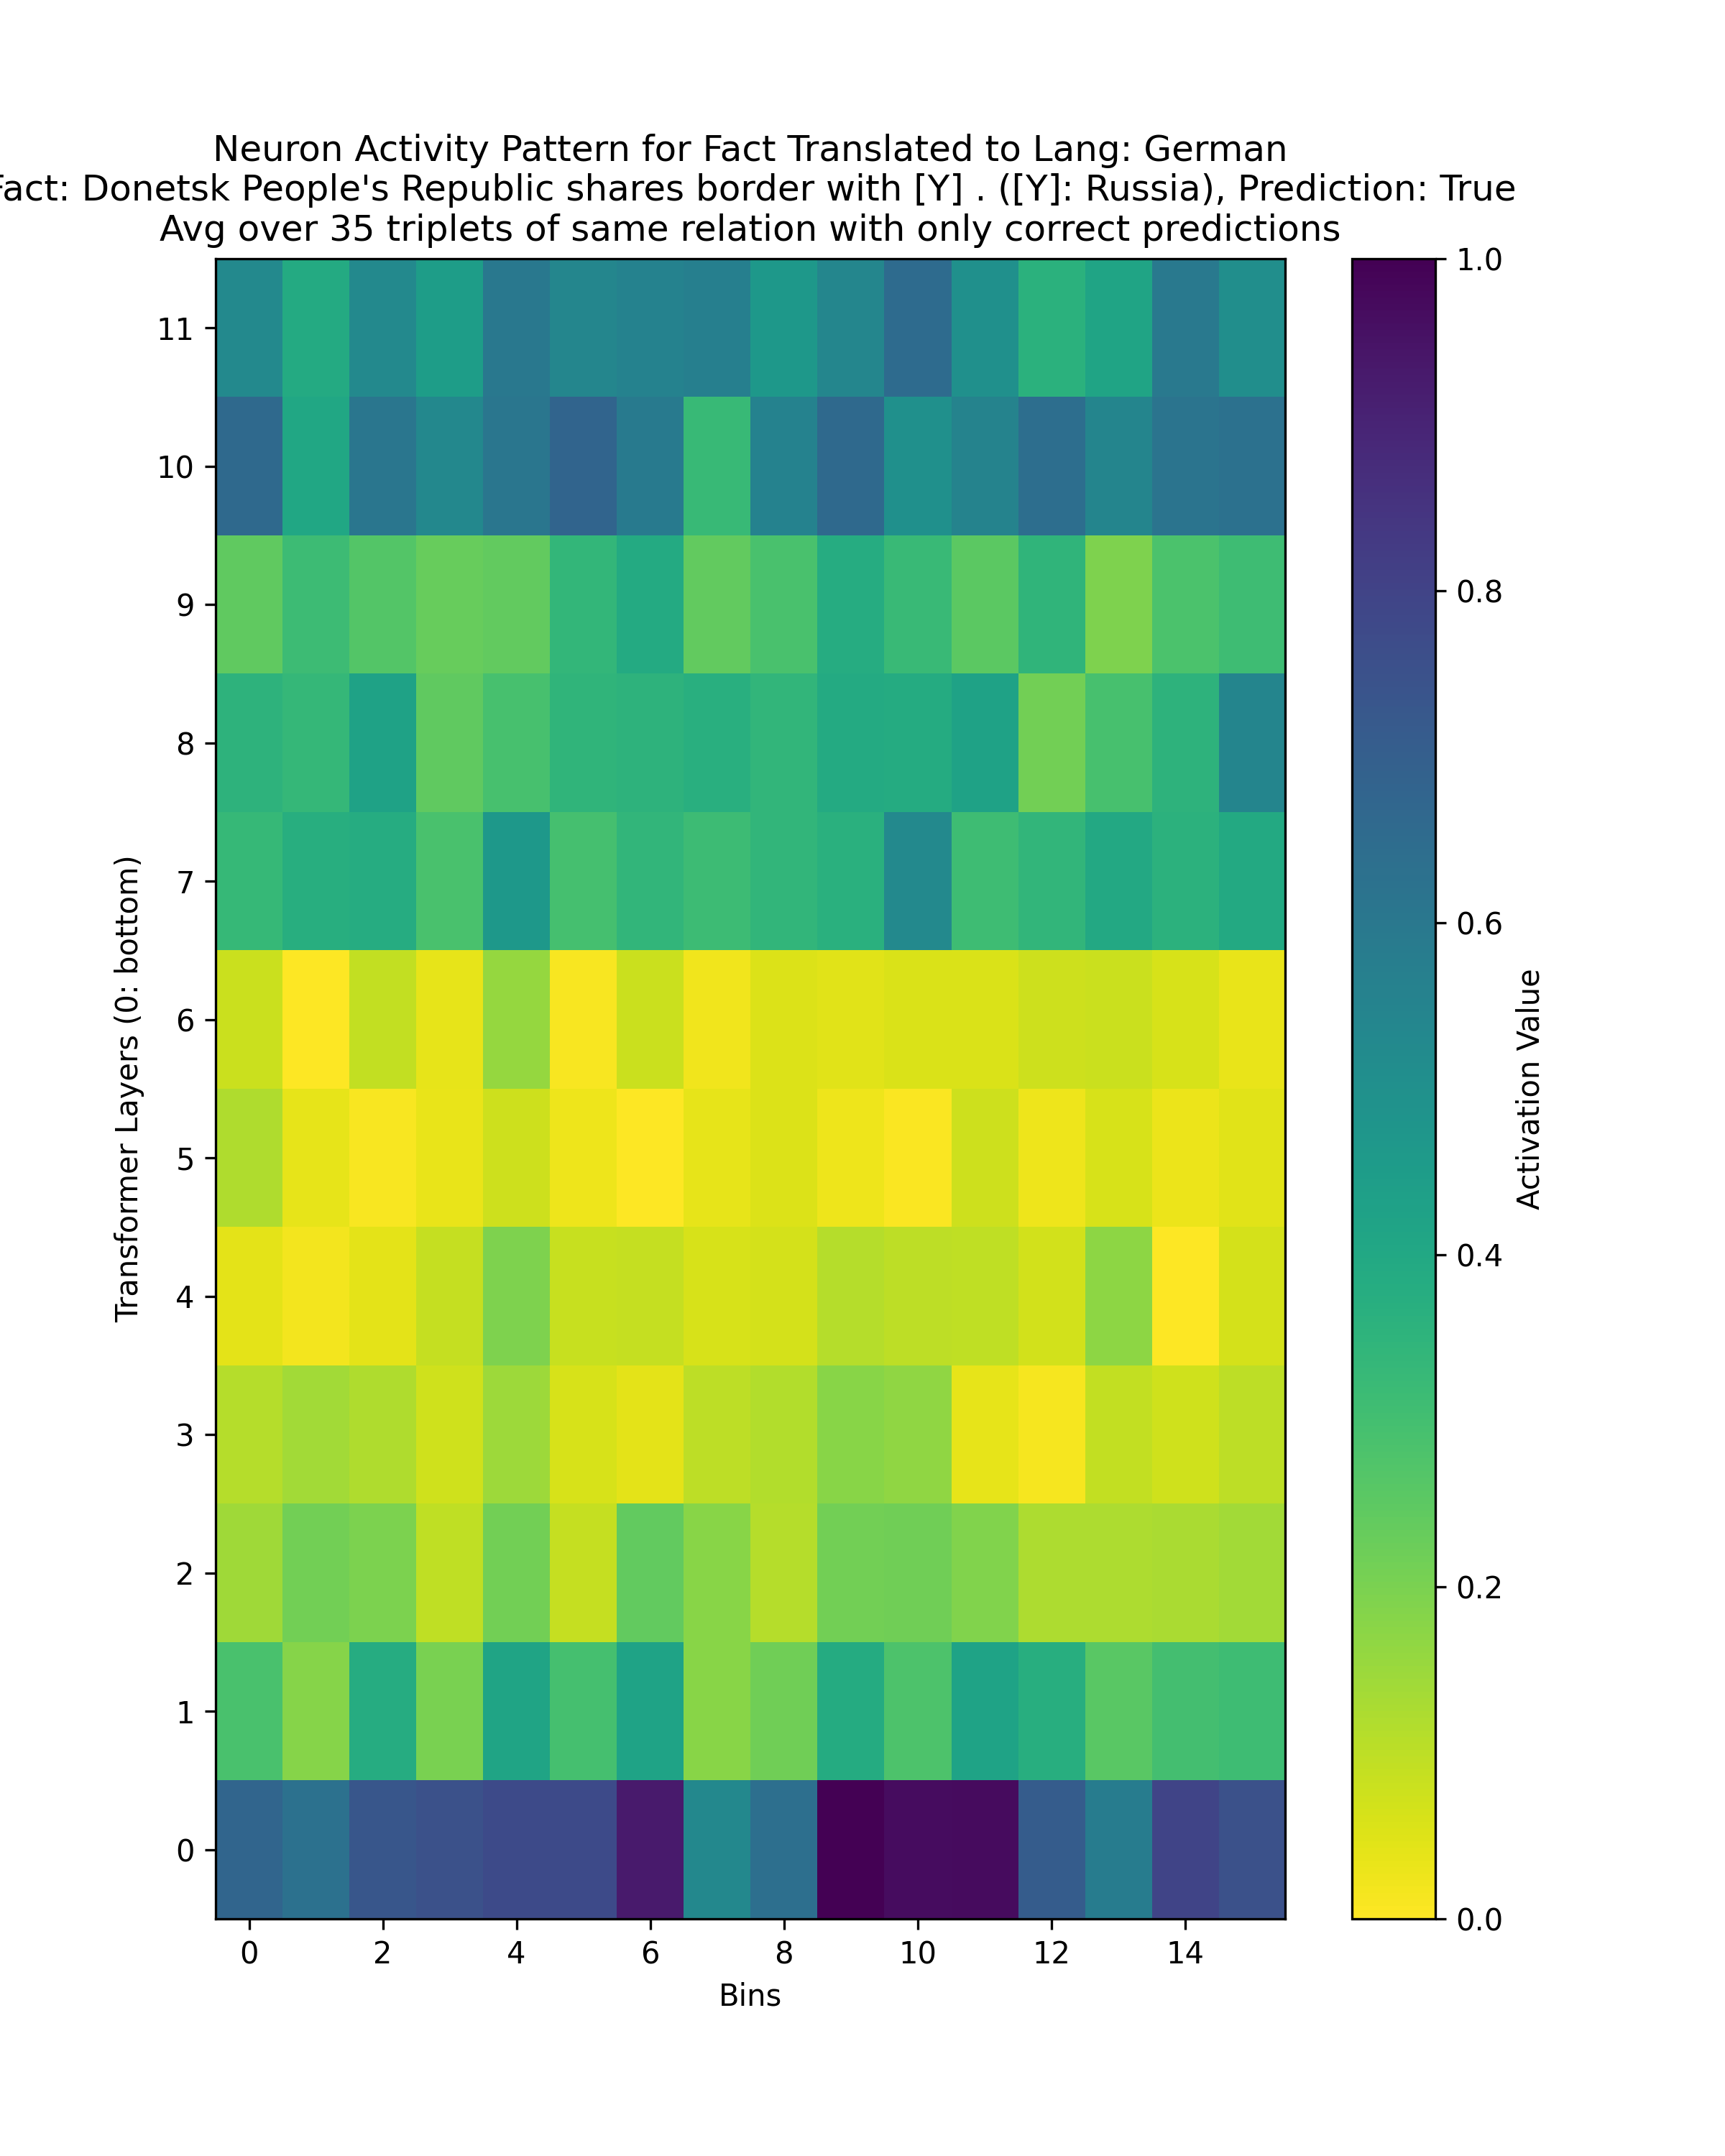 Neuron Activity Pattern for Fact Translated to Lang: German
Fact: Donetsk People's Republic shares border with [Y] . ([Y]: Russia), Prediction: True
Avg over 35 triplets of same relation with only correct predictions
11
10
9
8
7
6
5
4
3
2
1
0
Transformer Layers (0: bottom)
0 2 4 6 8 10 12 14
Bins
1.0
0.8
0.6
0.4
0.2
0.0
Activation Value